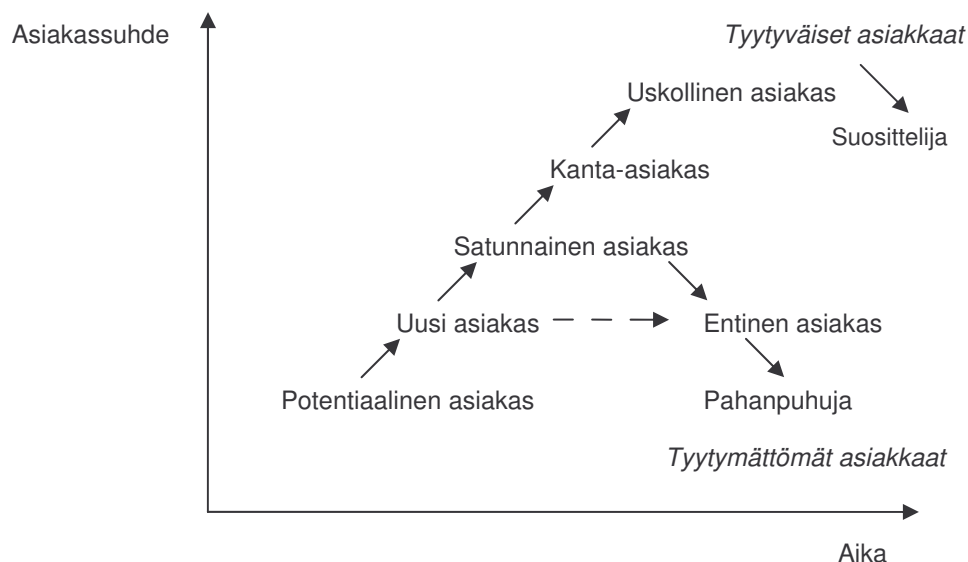 Asiakassuhde
Tyytyväiset asiakkaat
Uskollinen asiakas
Suosittelija
Kanta-asiakas
Satunnainen asiakas
Uusi asiakas
Entinen asiakas
Potentiaalinen asiakas
Pahanpuhuja
Tyytymättömät asiakkaat
Aika